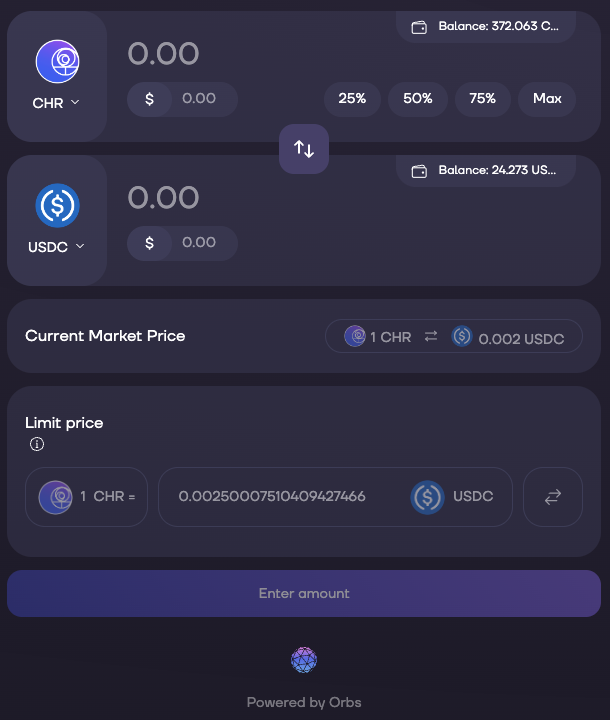 Balance: 372.063 C...
0.00
CHR
$ 0.00
25% 50% 75% Max
Balance: 24.273 US...
0.00
USDC
$ 0.00
Current Market Price
1 CHR
0.002 USDC
Limit price
1 CHR =
0.00250007510409427466
USDC
Enter amount
Powered by Orbs